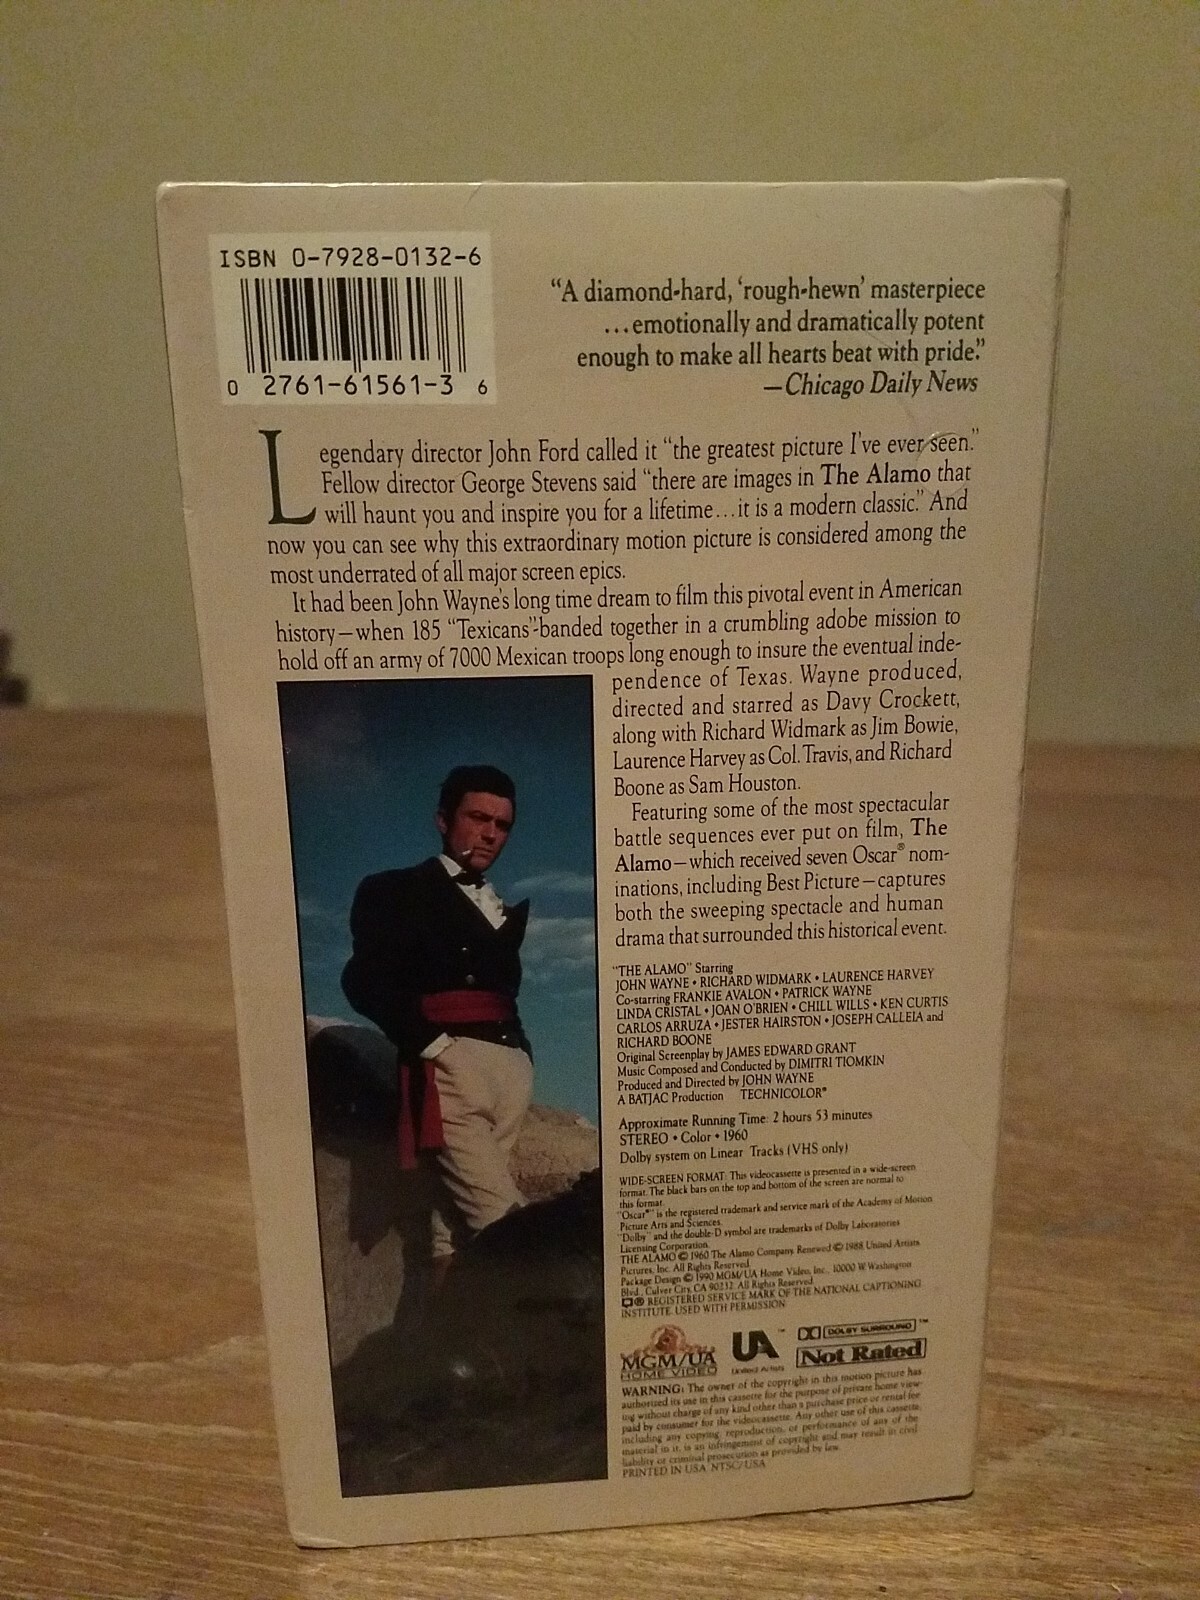 ISBN 0-7928-0132-6
0 2761-61561-3 6
“A diamond-hard, ‘rough-hewn’ masterpiece
...emotionally and dramatically potent
enough to make all hearts beat with pride.”
—Chicago Daily News
Legendary director John Ford called it “the greatest picture I've ever seen.”
Fellow director George Stevens said “there are images in The Alamo that
will haunt you and inspire you for a lifetime...it is a modern classic.” And
now you can see why this extraordinary motion picture is considered among the
most underrated of all major screen epics.
It had been John Wayne's long time dream to film this pivotal event in American
history—when 185 “Texicans”-banded together in a crumbling adobe mission to
hold off an army of 7000 Mexican troops long enough to insure the eventual inde-
pendence of Texas. Wayne produced,
directed and starred as Davy Crockett,
along with Richard Widmark as Jim Bowie,
Laurence Harvey as Col. Travis, and Richard
Boone as Sam Houston.
Featuring some of the most spectacular
battle sequences ever put on film, The
Alamo—which received seven Oscar® nom-
inations, including Best Picture—captures
both the sweeping spectacle and human
drama that surrounded this historical event.
“THE ALAMO” Starring
JOHN WAYNE • RICHARD WIDMARK • LAURENCE HARVEY
Co-starring FRANKIE AVALON • PATRICK WAYNE
LINDA CRISTAL • JOAN O'BRIEN • CHILL WILLS • KEN CURTIS
CARLOS ARRUZA • JESTER HAIRSTON • JOSEPH CALLEIA and
RICHARD BOONE
Original Screenplay by JAMES EDWARD GRANT
Music Composed and Conducted by DIMITRI TIOMKIN
Produced and Directed by JOHN WAYNE
A BATJAC Production TECHNICOLOR®
Approximate Running Time: 2 hours 53 minutes
STEREO • Color • 1960
Dolby system on Linear Tracks (VHS only)
WIDE-SCREEN FORMAT: This videocassette is presented in a wide-screen
format. The black bars on the top and bottom of the screen are normal to
this format.
“Oscar®” is the registered trademark and service mark of the Academy of Motion
Picture Arts and Sciences.
“Dolby” and the double-D symbol are trademarks of Dolby Laboratories
Licensing Corporation.
THE ALAMO © 1960 The Alamo Company. Renewed © 1988 United Artists
Pictures, Inc. All Rights Reserved.
Package Design © 1990 MGM/UA Home Video, Inc., 10000 W. Washington
Blvd., Culver City, CA 90232. All Rights Reserved.
® REGISTERED SERVICE MARK OF THE NATIONAL CAPTIONING
INSTITUTE. USED WITH PERMISSION.
MGM/UA
HOME VIDEO
UA™
United Artists
DOLBY SURROUND™
Not Rated
WARNING: The owner of the copyright in this motion picture has
authorized its use in this cassette for the purpose of private home view-
ing without charge of any kind other than a purchase price or rental fee
paid by consumer for the videocassette. Any other use of this cassette,
including any copying, reproduction, or performance of any of the
material in it, is an infringement of copyright and may result in civil
liability or criminal prosecution as provided by law.
PRINTED IN USA. NTSC/USA